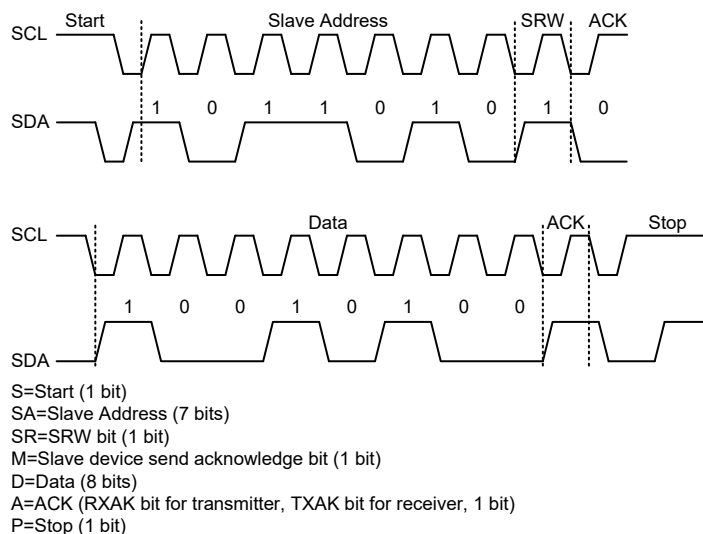 Start Slave Address SRW ACK
SCL
1 0 1 1 0 1 0 1 0
SDA
Data ACK Stop
SCL
1 0 0 1 0 1 0 0
SDA
S=Start (1 bit)
SA=Slave Address (7 bits)
SR=SRW bit (1 bit)
M=Slave device send acknowledge bit (1 bit)
D=Data (8 bits)
A=ACK (RXAK bit for transmitter, TXAK bit for receiver, 1 bit)
P=Stop (1 bit)